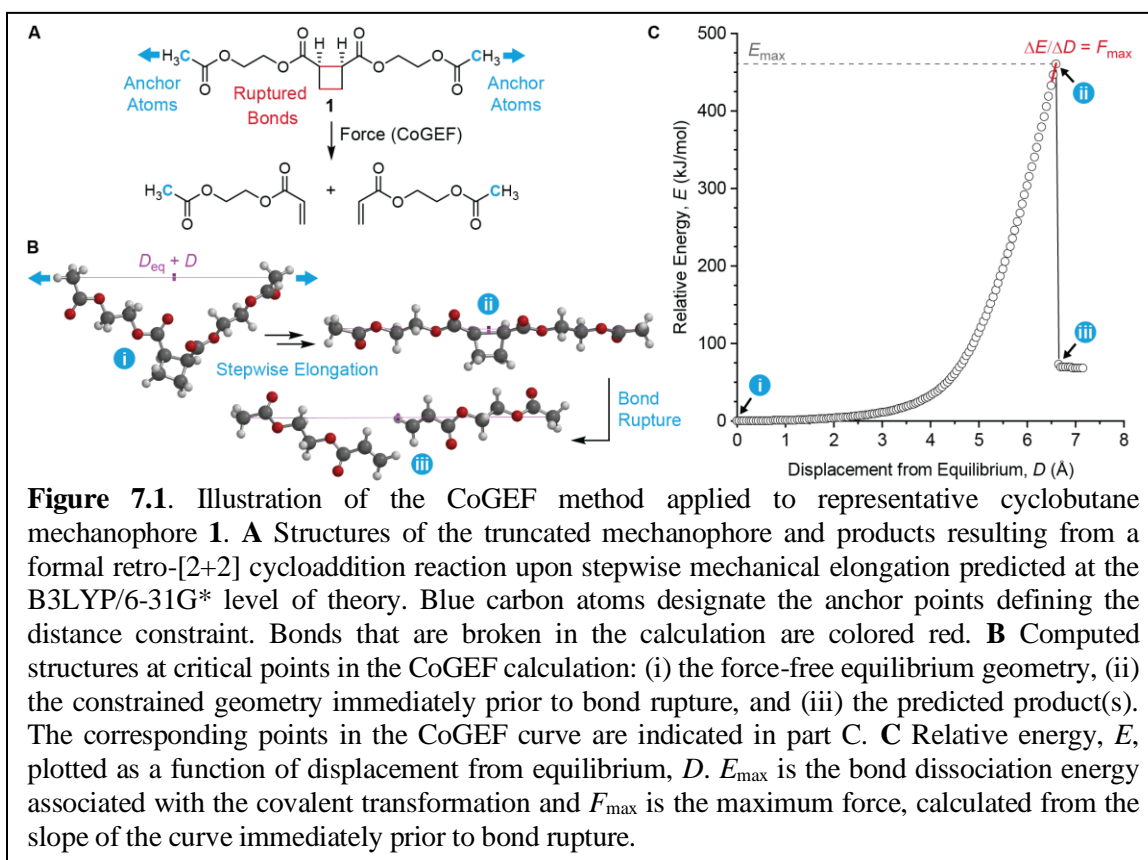 A
H₃C
O
O
O
O
H
H
O
O
O
O
CH₃
Anchor
Atoms
Ruptured
Bonds
1
Anchor
Atoms
Force (CoGEF)
H₃C
O
O
O
O
+
O
O
O
O
CH₃
B
D_eq + D
i
Stepwise Elongation
ii
Bond
Rupture
iii
C
500
450
400
350
300
250
200
150
100
50
0
E_max
ΔE/ΔD = F_max
ii
iii
i
Relative Energy, E (kJ/mol)
0 1 2 3 4 5 6 7 8
Displacement from Equilibrium, D (Å)
Figure 7.1. Illustration of the CoGEF method applied to representative cyclobutane
mechanophore 1. A Structures of the truncated mechanophore and products resulting from a
formal retro-[2+2] cycloaddition reaction upon stepwise mechanical elongation predicted at the
B3LYP/6-31G* level of theory. Blue carbon atoms designate the anchor points defining the
distance constraint. Bonds that are broken in the calculation are colored red. B Computed
structures at critical points in the CoGEF calculation: (i) the force-free equilibrium geometry, (ii)
the constrained geometry immediately prior to bond rupture, and (iii) the predicted product(s).
The corresponding points in the CoGEF curve are indicated in part C. C Relative energy, E,
plotted as a function of displacement from equilibrium, D. E_max is the bond dissociation energy
associated with the covalent transformation and F_max is the maximum force, calculated from the
slope of the curve immediately prior to bond rupture.